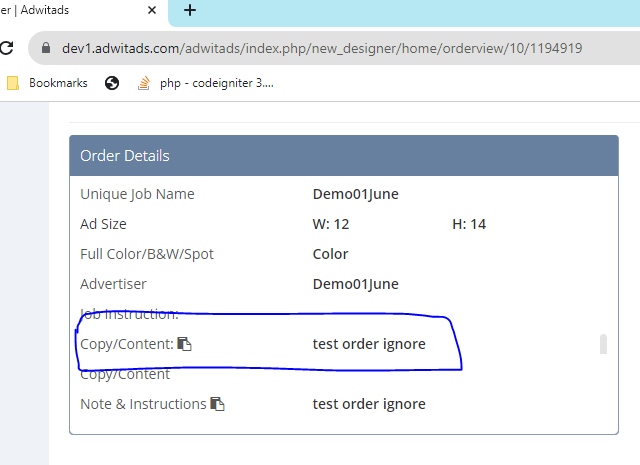 er | Adwitads
dev1.adwitads.com/adwitads/index.php/new_designer/home/orderview/10/1194919
Bookmarks php - codeigniter 3....
Order Details
Unique Job Name Demo01June
Ad Size W: 12 H: 14
Full Color/B&W/Spot Color
Advertiser Demo01June
Job Instruction:
Copy/Content: test order ignore
Copy/Content
Note & Instructions test order ignore